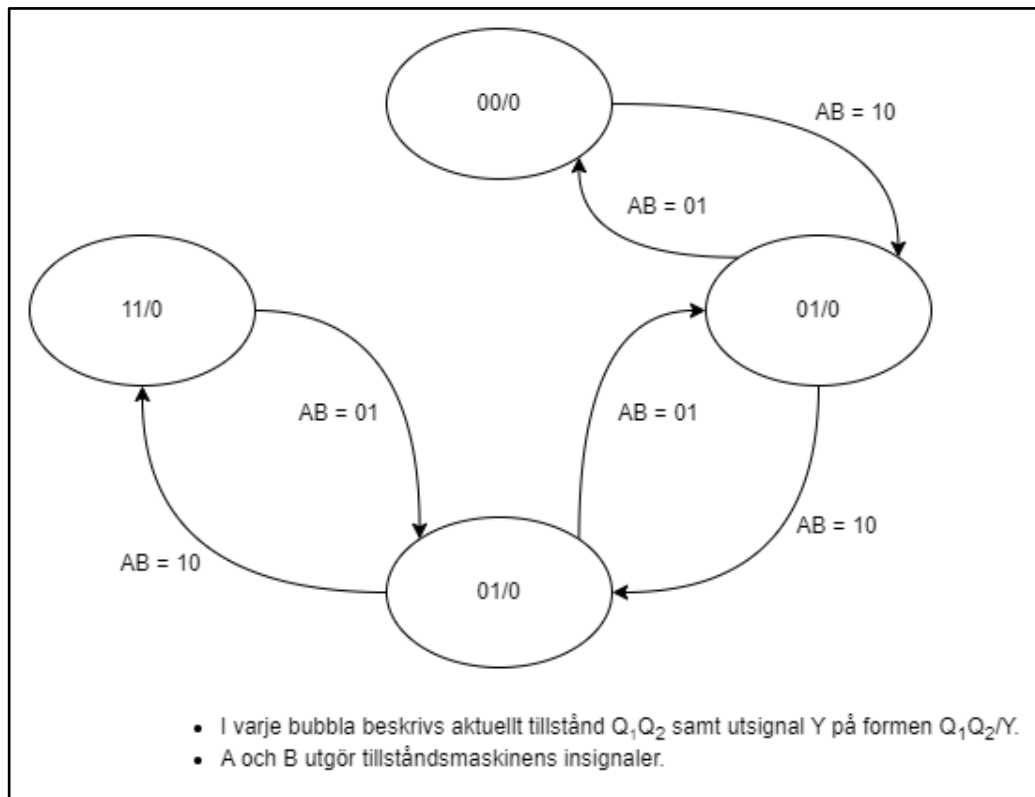 00/0
AB = 10
AB = 01
11/0
01/0
AB = 01
AB = 01
AB = 10
AB = 10
01/0
• I varje bubbla beskrivs aktuellt tillstånd Q₁Q₂ samt utsignal Y på formen Q₁Q₂/Y.
• A och B utgör tillståndsmaskinens insignaler.